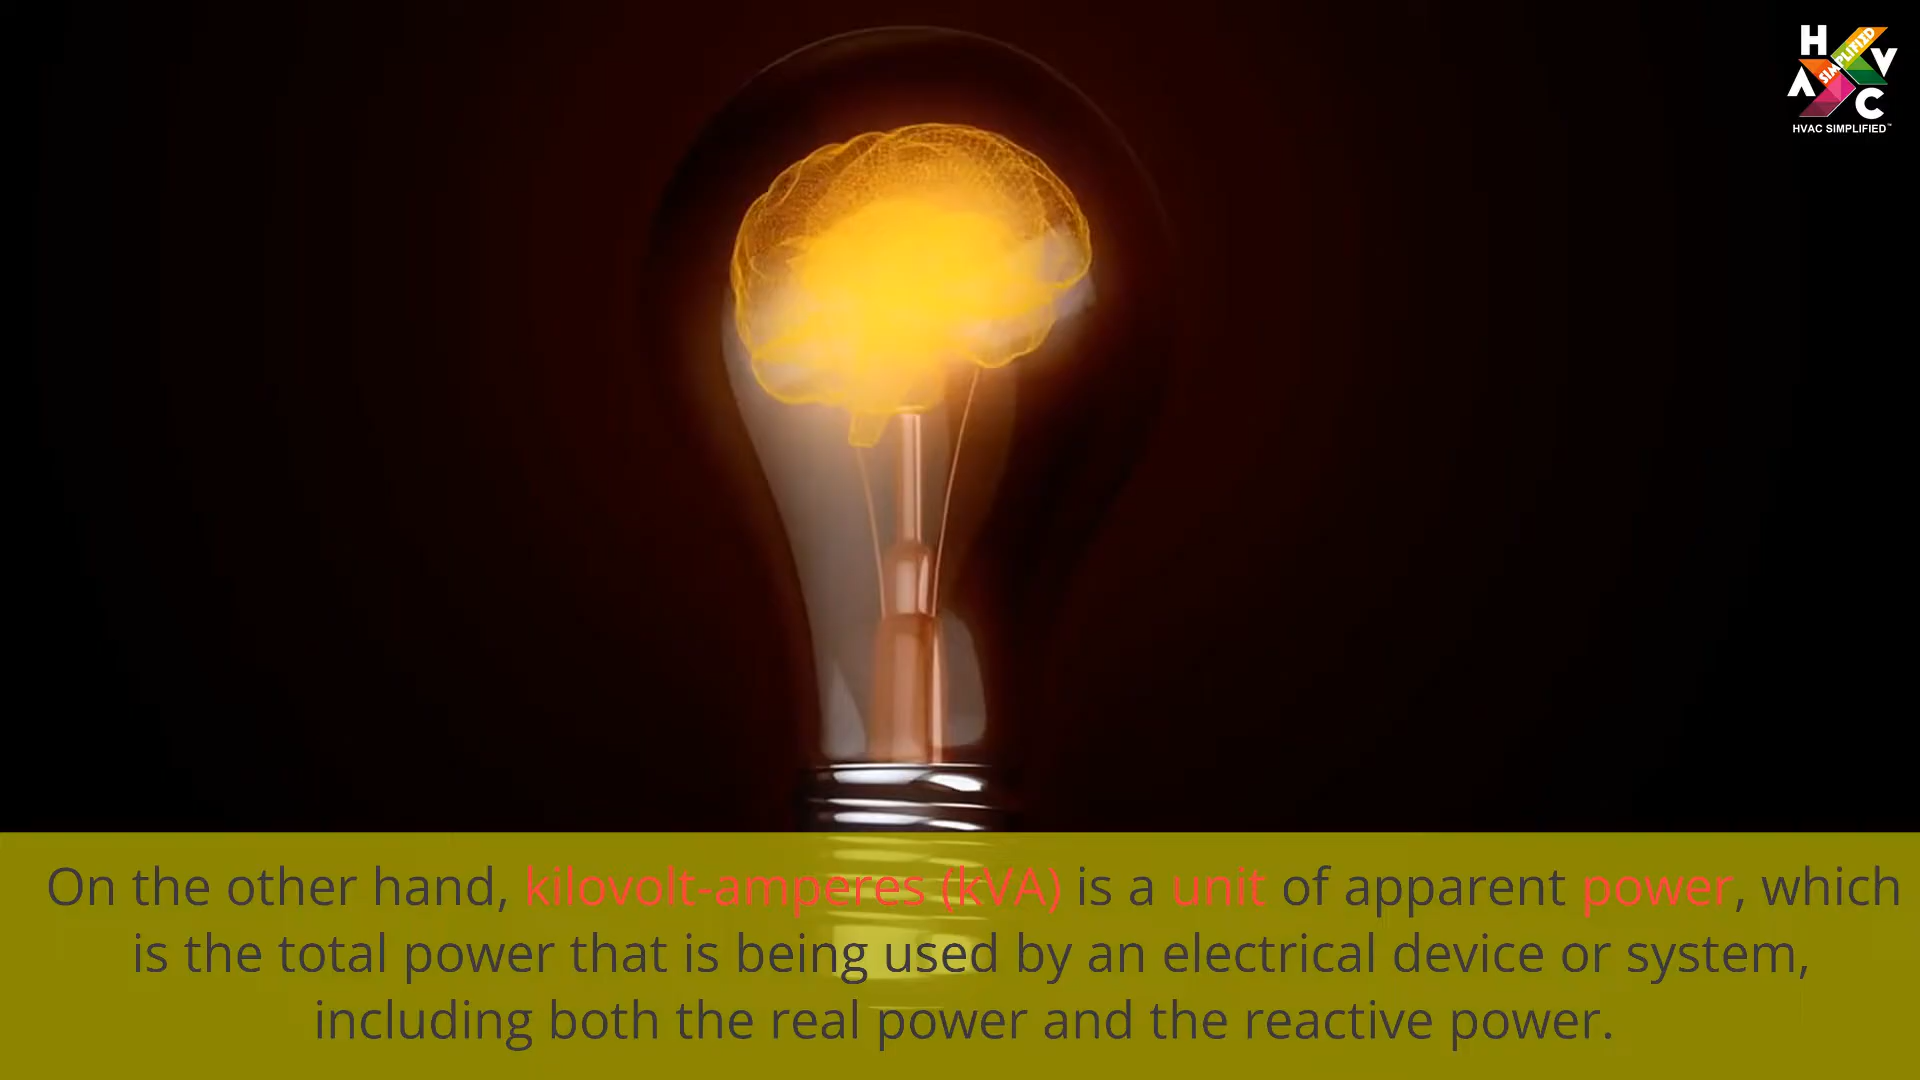 H
SIMPLIFIED
V
A
C
HVAC SIMPLIFIED™
On the other hand, kilovolt-amperes (kVA) is a unit of apparent power, which
is the total power that is being used by an electrical device or system,
including both the real power and the reactive power.